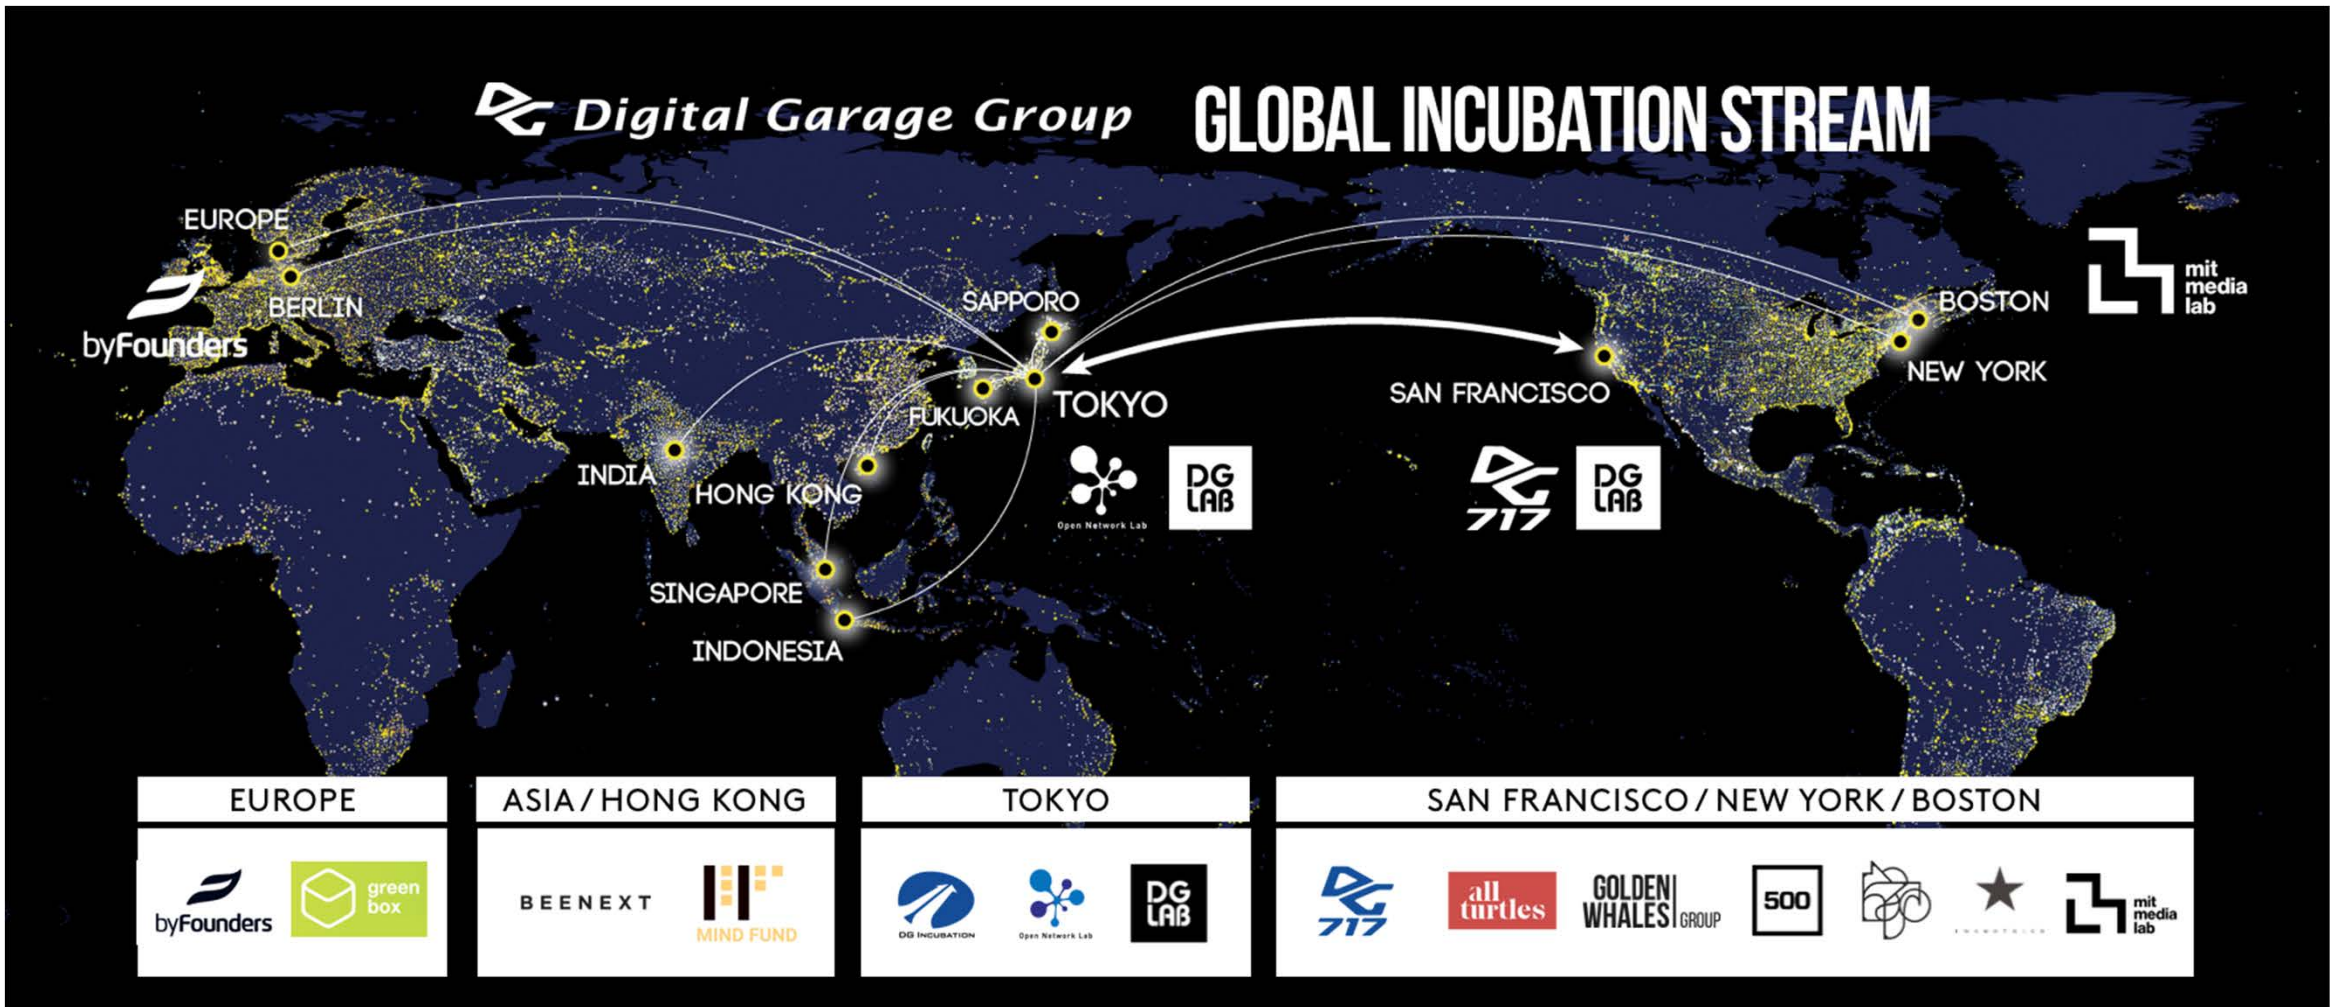 DG Digital Garage Group
GLOBAL INCUBATION STREAM
EUROPE
BERLIN
byFounders
SAPPORO
FUKUOKA
TOKYO
INDIA
HONG KONG
SINGAPORE
INDONESIA
Open Network Lab
DG
LAB
SAN FRANCISCO
DG
717
DG
LAB
BOSTON
NEW YORK
mit
media
lab
EUROPE
byFounders
green
box
ASIA / HONG KONG
BEENEXT
MIND FUND
TOKYO
DG INCUBATION
Open Network Lab
DG
LAB
SAN FRANCISCO / NEW YORK / BOSTON
DG
717
all
turtles
GOLDEN
WHALES GROUP
500
mit
media
lab